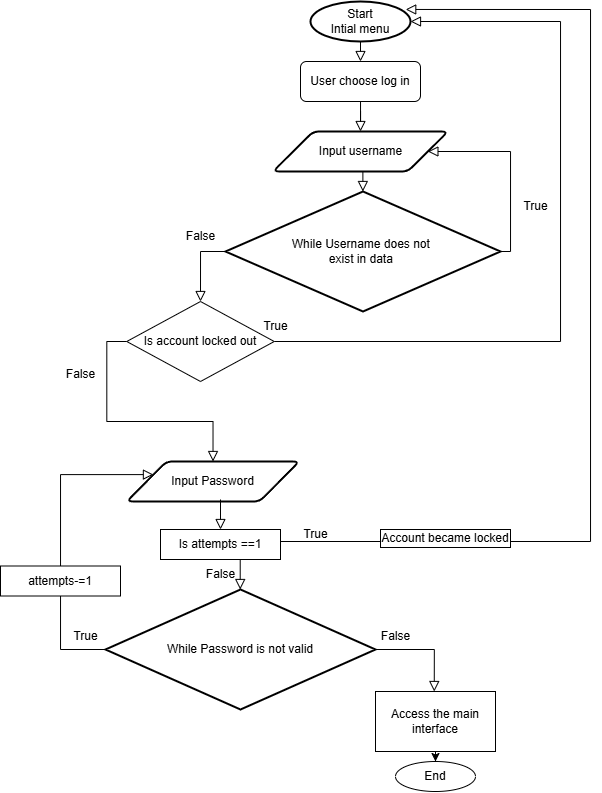 Start
Intial menu
User choose log in
Input username
True
While Username does not
exist in data
False
Is account locked out
True
False
Input Password
Is attempts ==1
True
Account became locked
False
attempts-=1
True
While Password is not valid
False
Access the main
interface
End